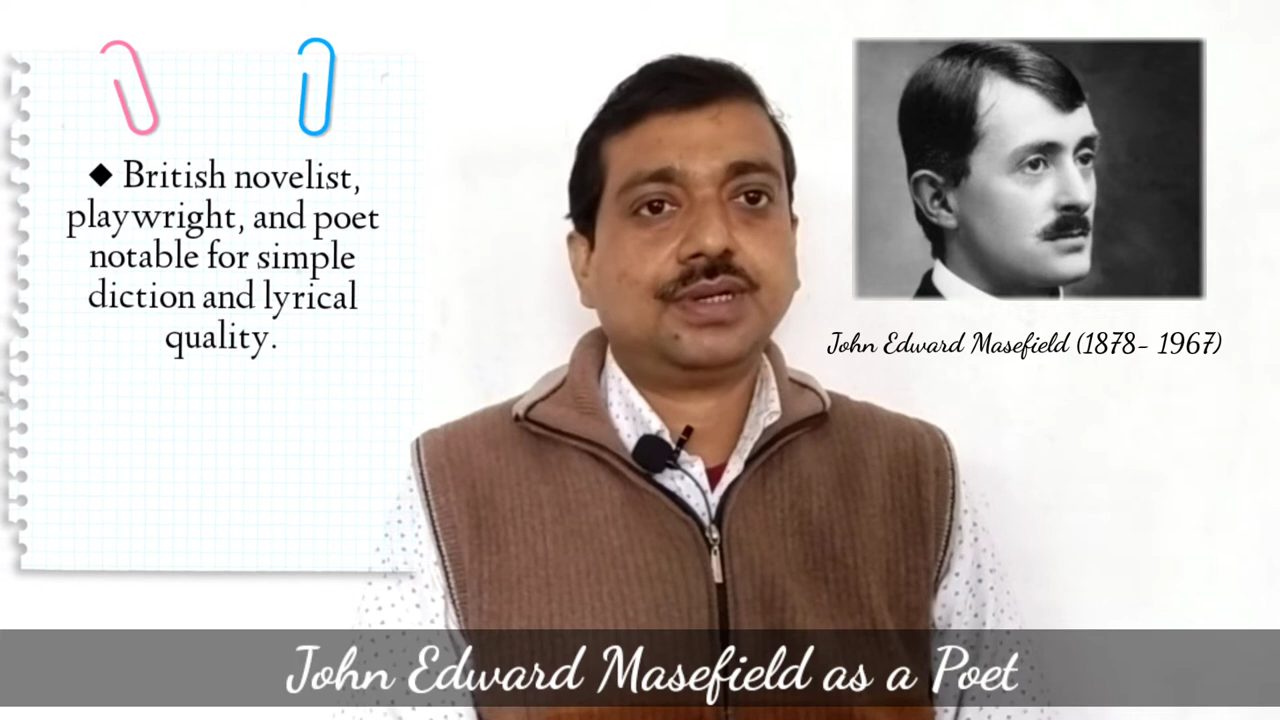 ◆ British novelist,
playwright, and poet
notable for simple
diction and lyrical
quality.
John Edward Masefield (1878- 1967)
John Edward Masefield as a Poet